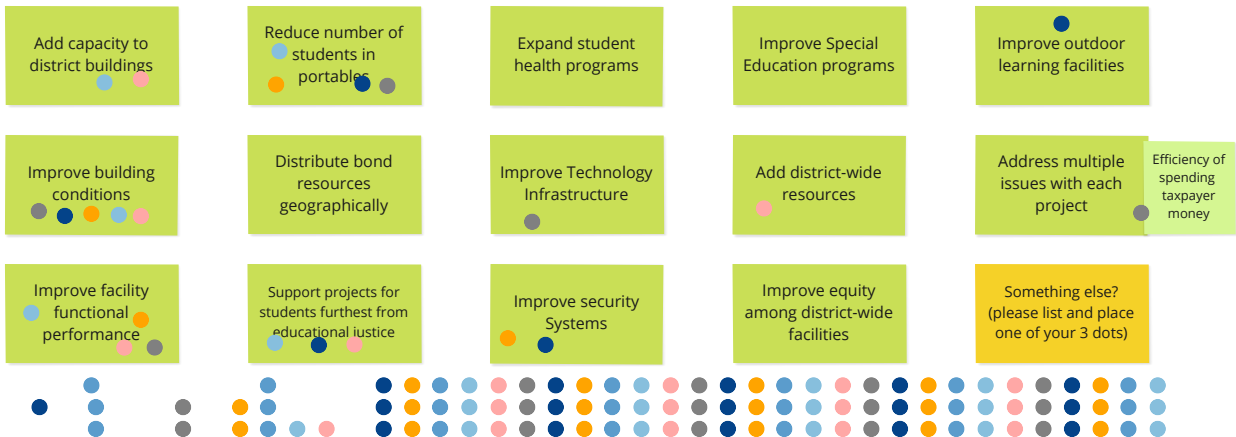 Add capacity to
district buildings
Reduce number of
students in
portables
Expand student
health programs
Improve Special
Education programs
Improve outdoor
learning facilities
Improve building
conditions
Distribute bond
resources
geographically
Improve Technology
Infrastructure
Add district-wide
resources
Address multiple
issues with each
project
Efficiency of
spending
taxpayer
money
Improve facility
functional
performance
Support projects for
students furthest from
educational justice
Improve security
Systems
Improve equity
among district-wide
facilities
Something else?
(please list and place
one of your 3 dots)